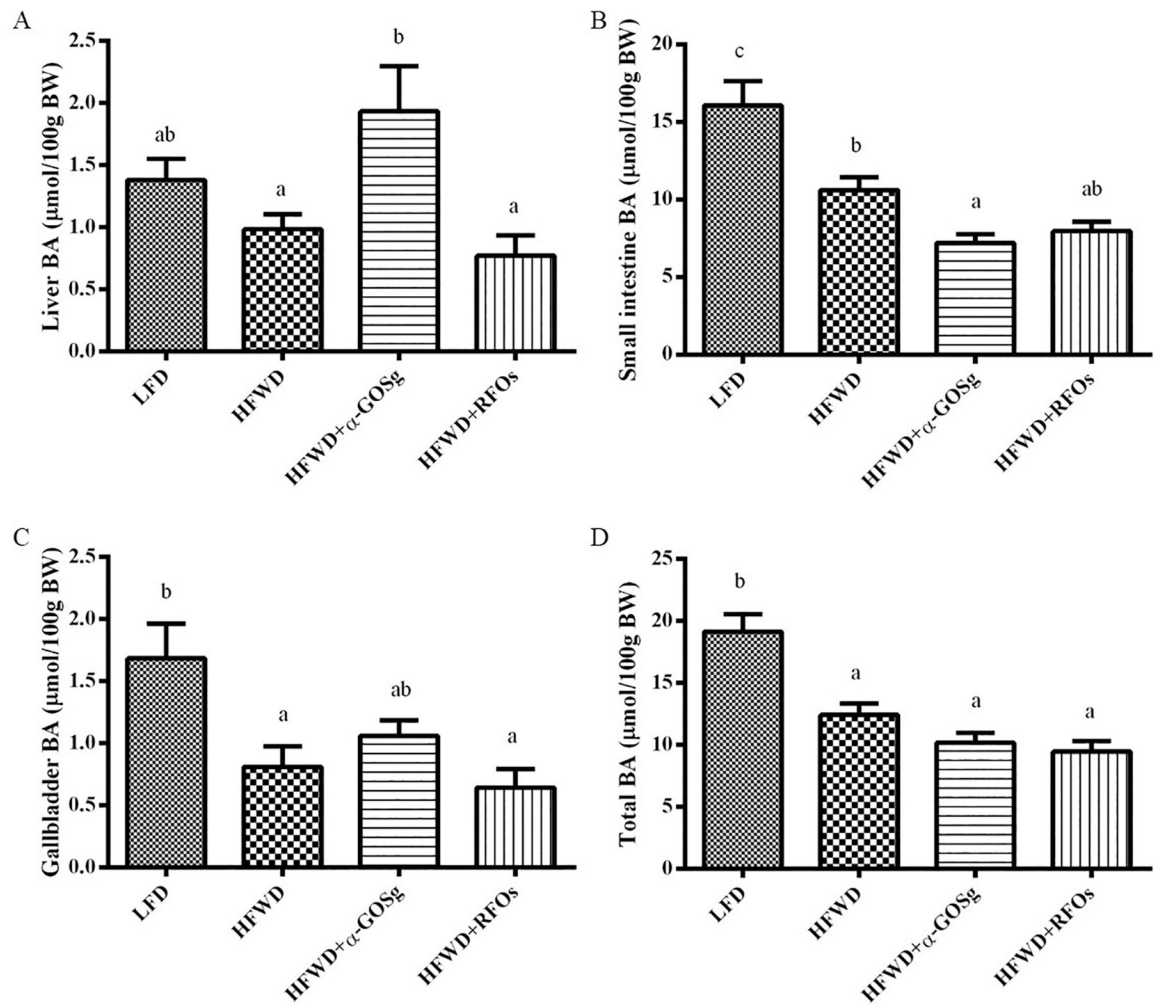 A
Liver BA (μmol/100g BW)
2.5
2.0
1.5
1.0
0.5
0.0
ab
a
b
a
LFD
HFWD
HFWD+α-GOSg
HFWD+RFOs
B
Small intestine BA (μmol/100g BW)
20
15
10
5
0
c
b
a
ab
LFD
HFWD
HFWD+α-GOSg
HFWD+RFOs
C
Gallbladder BA (μmol/100g BW)
2.5
2.0
1.5
1.0
0.5
0.0
b
a
ab
a
LFD
HFWD
HFWD+α-GOSg
HFWD+RFOs
D
Total BA (μmol/100g BW)
25
20
15
10
5
0
b
a
a
a
LFD
HFWD
HFWD+α-GOSg
HFWD+RFOs